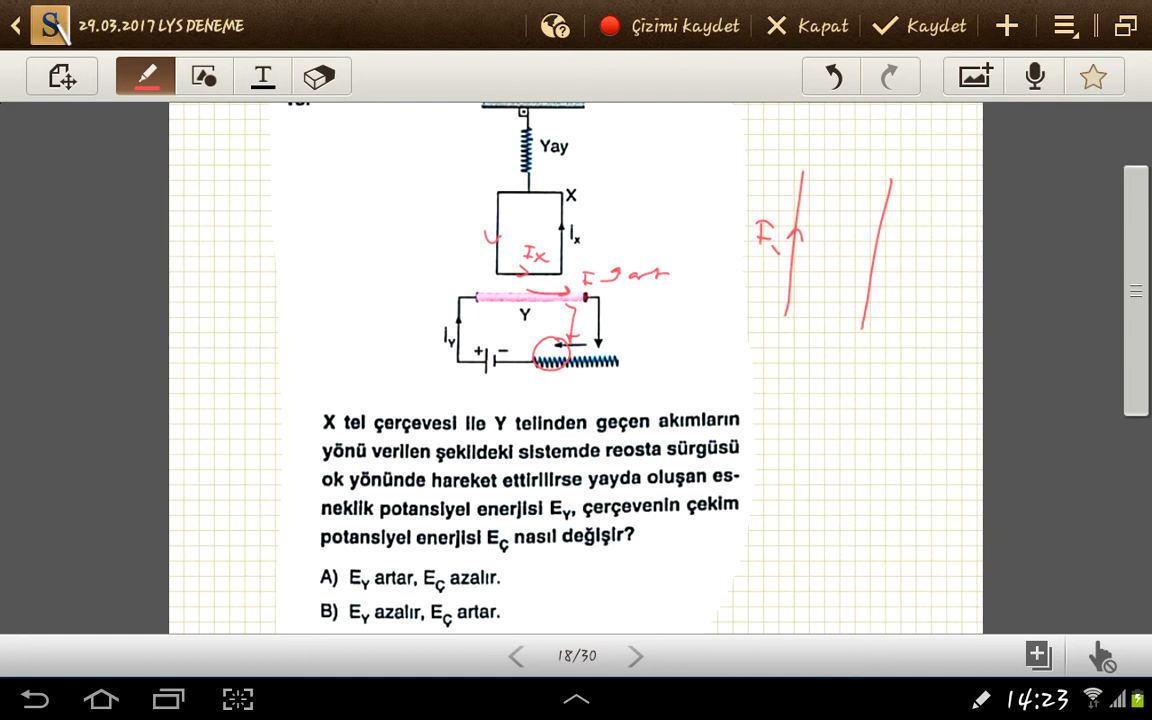 S
29.03.2017 LYS DENEME
Çizimi kaydet
Kapat
Kaydet
T
Yay
X
ix
Ix
I art
Y
iY
+ −
F₁
X tel çerçevesi ile Y telinden geçen akımların
yönü verilen şekildeki sistemde reosta sürgüsü
ok yönünde hareket ettirilirse yayda oluşan es-
neklik potansiyel enerjisi EY, çerçevenin çekim
potansiyel enerjisi EÇ nasıl değişir?
A) EY artar, EÇ azalır.
B) EY azalır, EÇ artar.
18/30
14:23